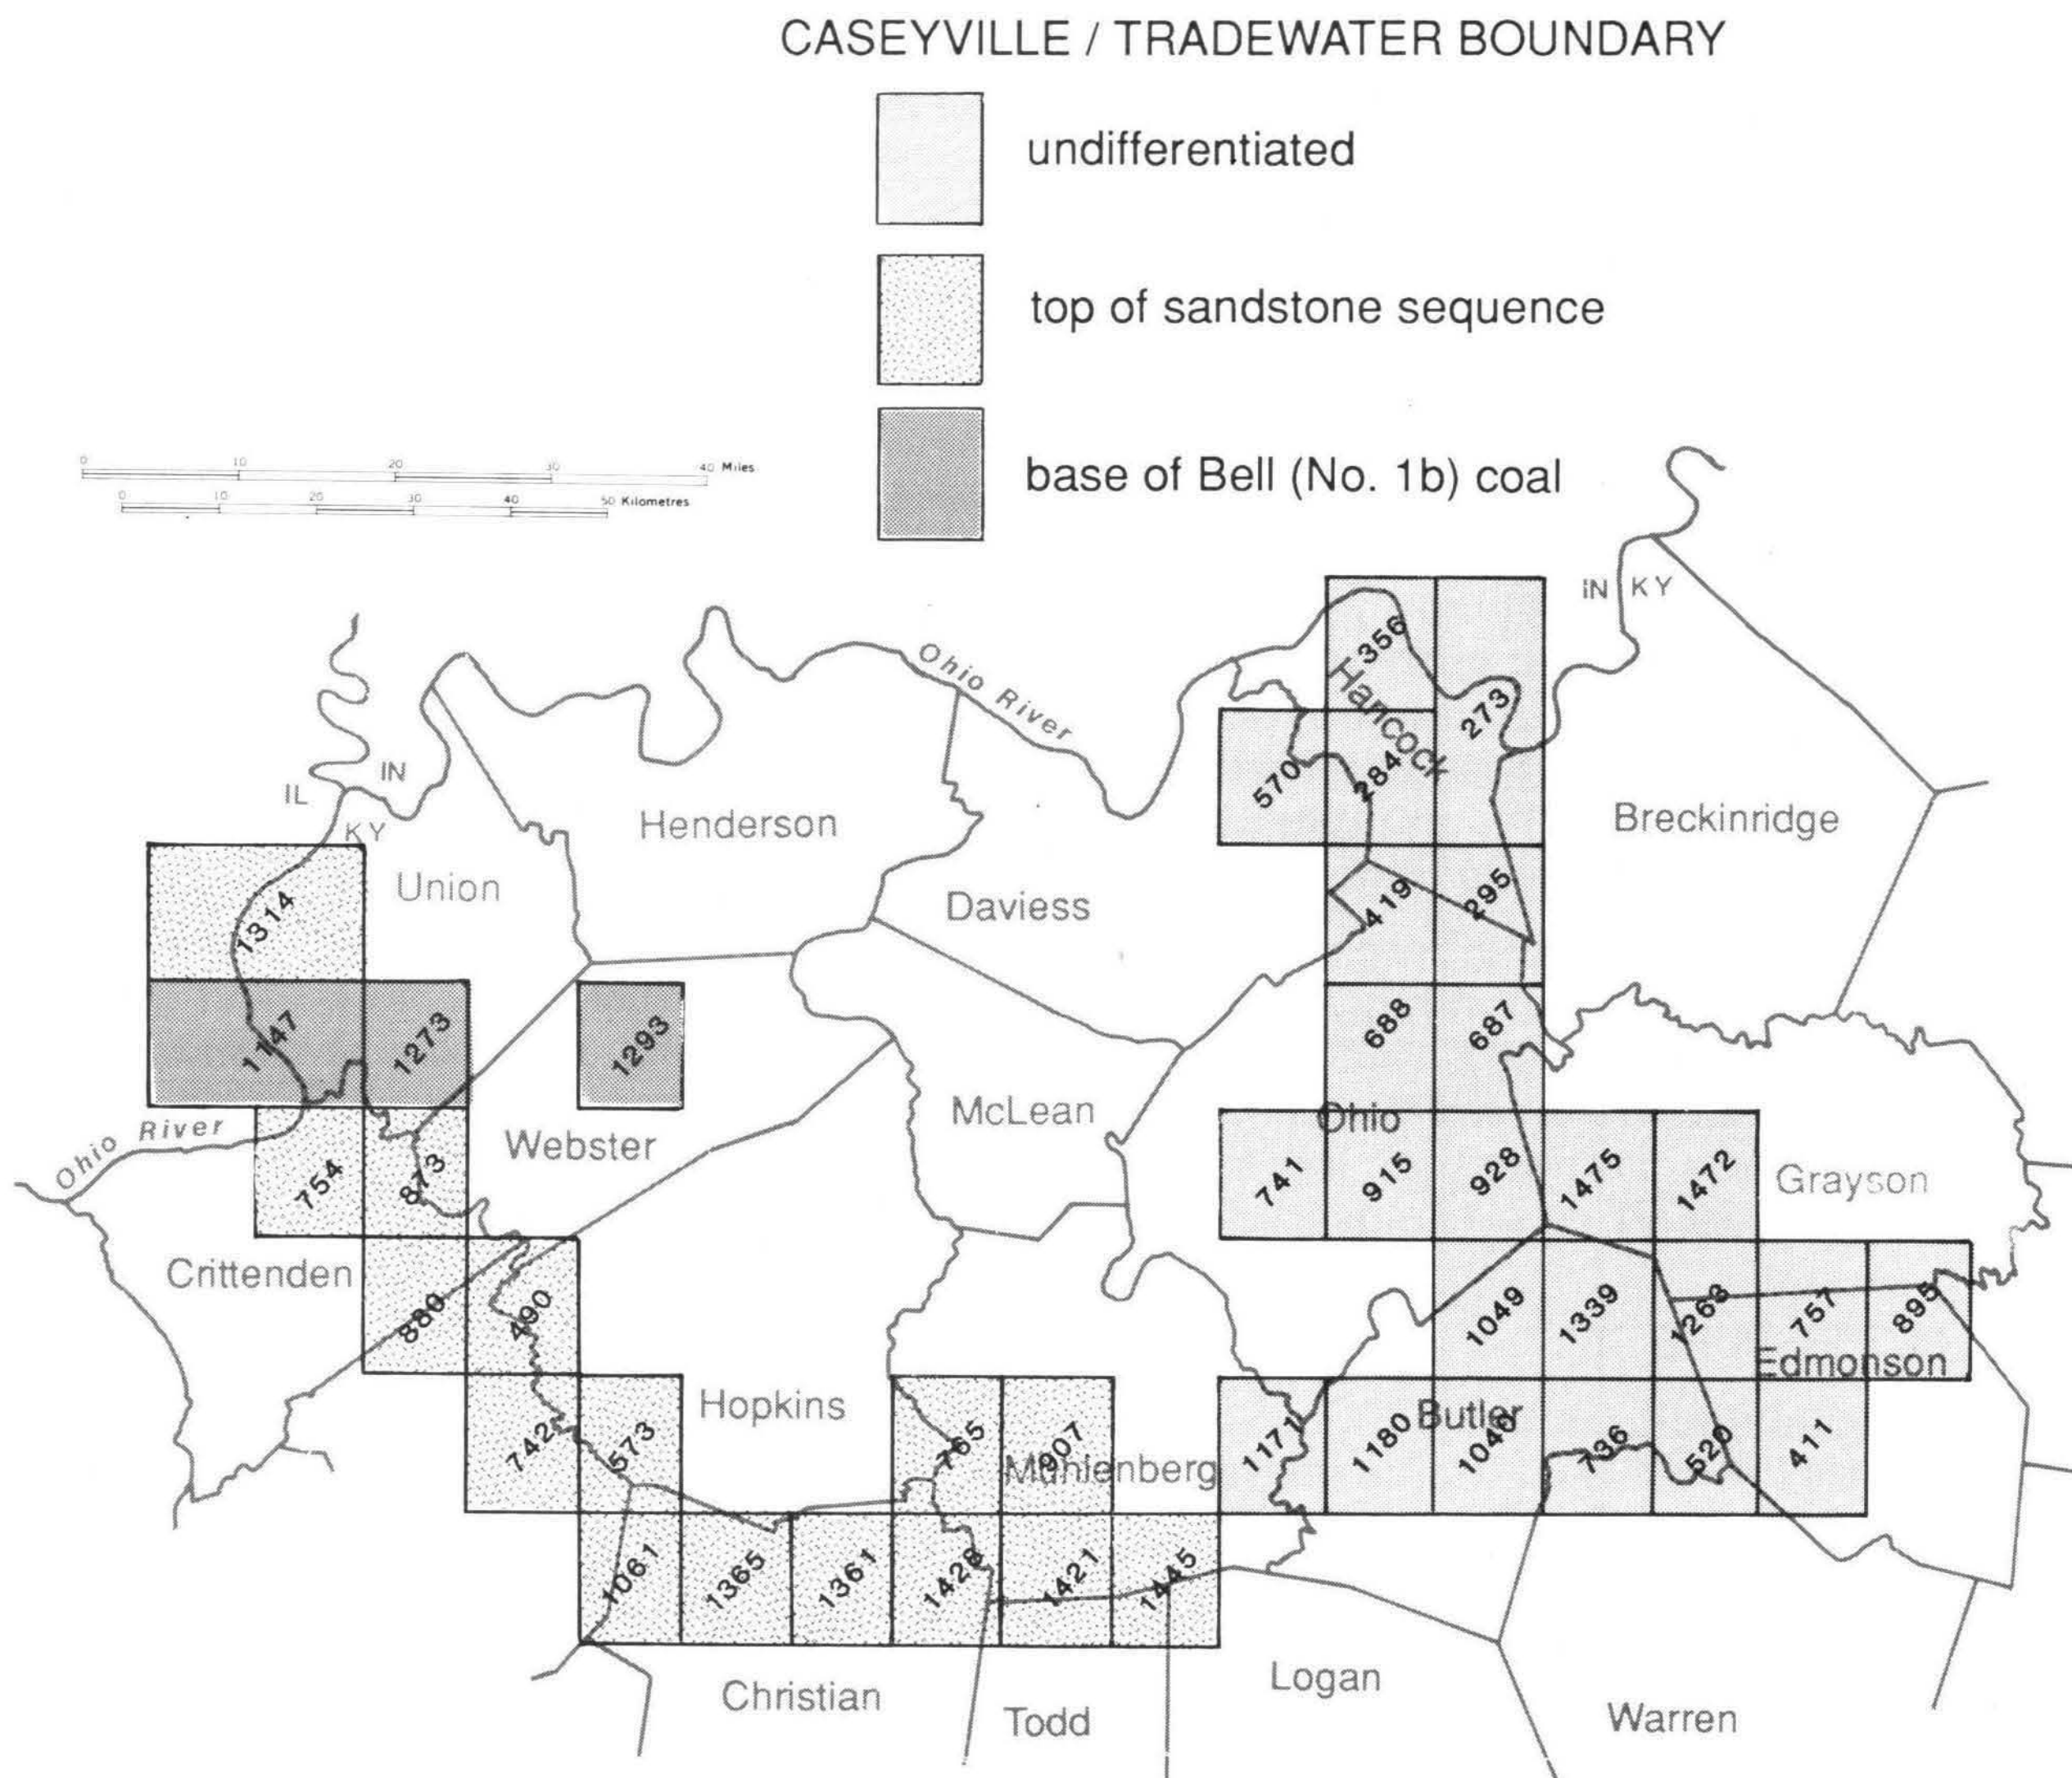 CASEYVILLE / TRADEWATER BOUNDARY
undifferentiated
top of sandstone sequence
base of Bell (No. 1b) coal
0 10 20 30 40 Miles
0 10 20 30 40 50 Kilometres
IN KY
356
Hancock
273
Ohio River
IN
IL
KY
570
284
Henderson
Breckinridge
Union
Daviess
1314
419
295
1147
1273
1293
688
687
McLean
Ohio
Ohio River
Webster
754
873
741
915
928
1475
1472
Grayson
Crittenden
880
490
1049
1339
1268
757
895
Edmonson
Hopkins
Butler
742
573
765
907
Muhlenberg
1171
1180
1040
736
520
411
1061
1365
1361
1428
1421
1445
Christian
Todd
Logan
Warren